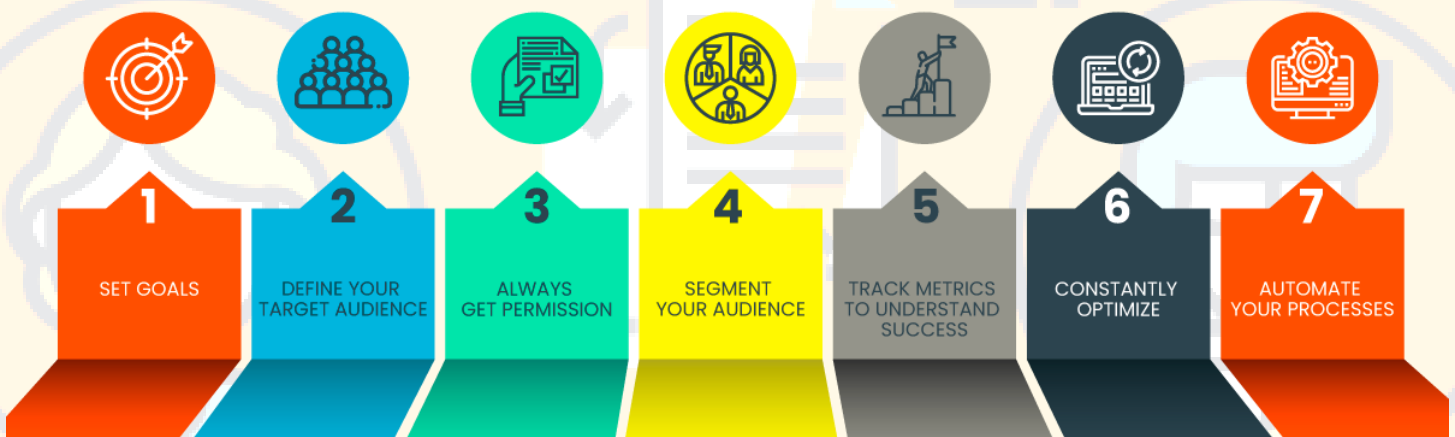 1
SET GOALS
2
DEFINE YOUR
TARGET AUDIENCE
3
ALWAYS
GET PERMISSION
4
SEGMENT
YOUR AUDIENCE
5
TRACK METRICS
TO UNDERSTAND
SUCCESS
6
CONSTANTLY
OPTIMIZE
7
AUTOMATE
YOUR PROCESSES